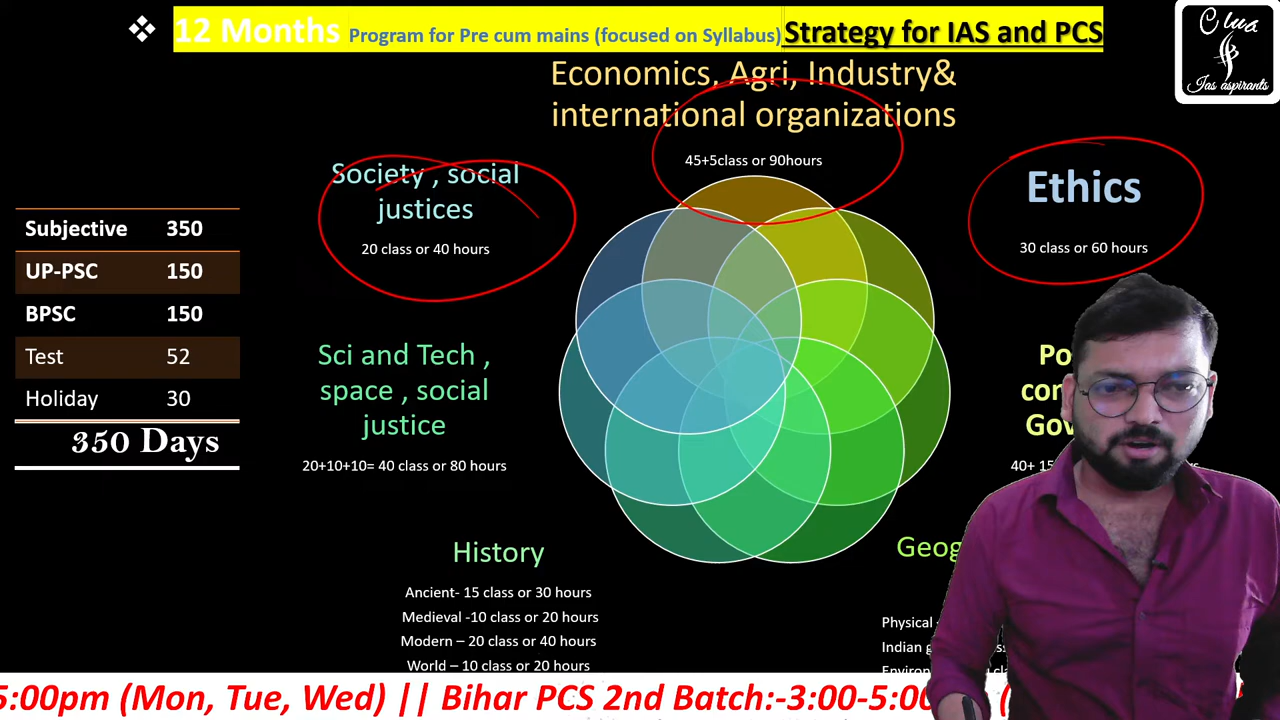 12 Months Program for Pre cum mains (focused on Syllabus) Strategy for IAS and PCS
Clue
Ias aspirants
Economics, Agri, Industry&
international organizations
45+5class or 90hours
Society , social
justices
20 class or 40 hours
Ethics
30 class or 60 hours
Subjective 350
UP-PSC 150
BPSC 150
Test 52
Holiday 30
350 Days
Sci and Tech ,
space , social
justice
20+10+10= 40 class or 80 hours
40+ 15
History
Ancient- 15 class or 30 hours
Medieval -10 class or 20 hours
Modern – 20 class or 40 hours
World – 10 class or 20 hours
Physical
Indian
5:00pm (Mon, Tue, Wed) || Bihar PCS 2nd Batch:-3:00-5:00